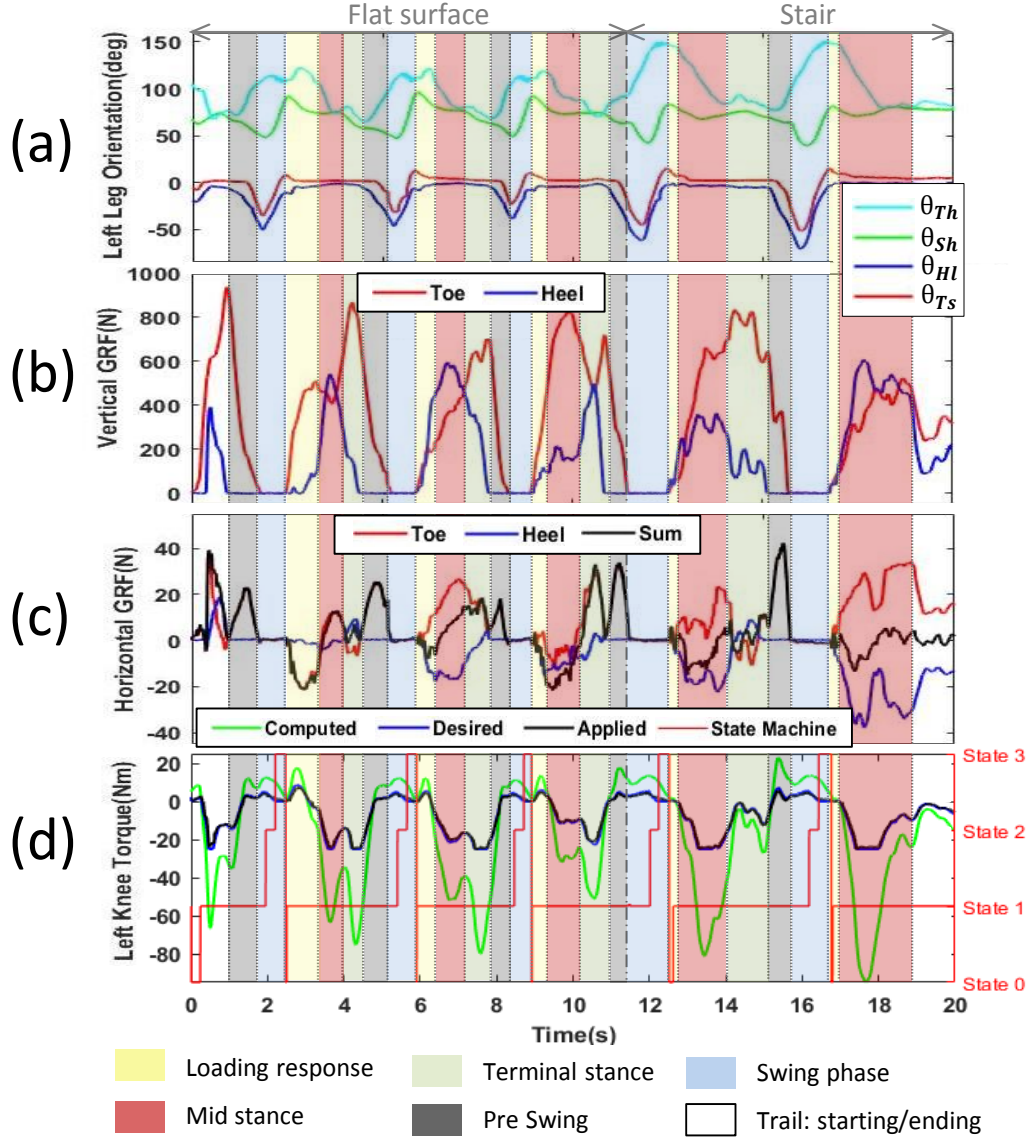 Flat surface Stair
(a)
Left Leg Orientation(deg)
150
100
50
0
-50
θTh
θSh
θHl
θTs
(b)
Vertical GRF(N)
1000
800
600
400
200
0
Toe Heel
(c)
Horizontal GRF(N)
40
20
0
-20
-40
Toe Heel Sum
Computed Desired Applied State Machine
(d)
Left Knee Torque(Nm)
20
0
-20
-40
-60
-80
State 3
State 2
State 1
State 0
0 2 4 6 8 10 12 14 16 18 20
Time(s)
Loading response Terminal stance Swing phase
Mid stance Pre Swing Trail: starting/ending